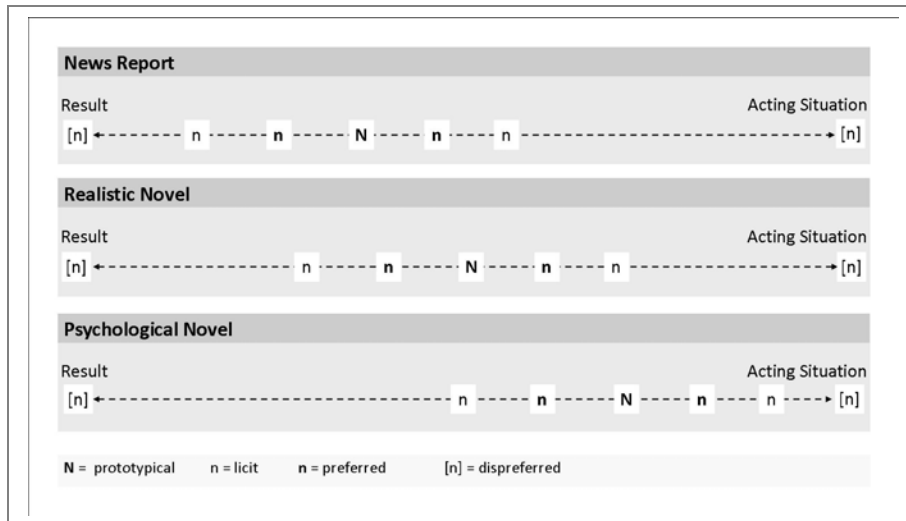 News Report
Result Acting Situation
[n] n n N n n [n]
Realistic Novel
Result Acting Situation
[n] n n N n n [n]
Psychological Novel
Result Acting Situation
[n] n n N n n [n]
N = prototypical n = licit n = preferred [n] = dispreferred